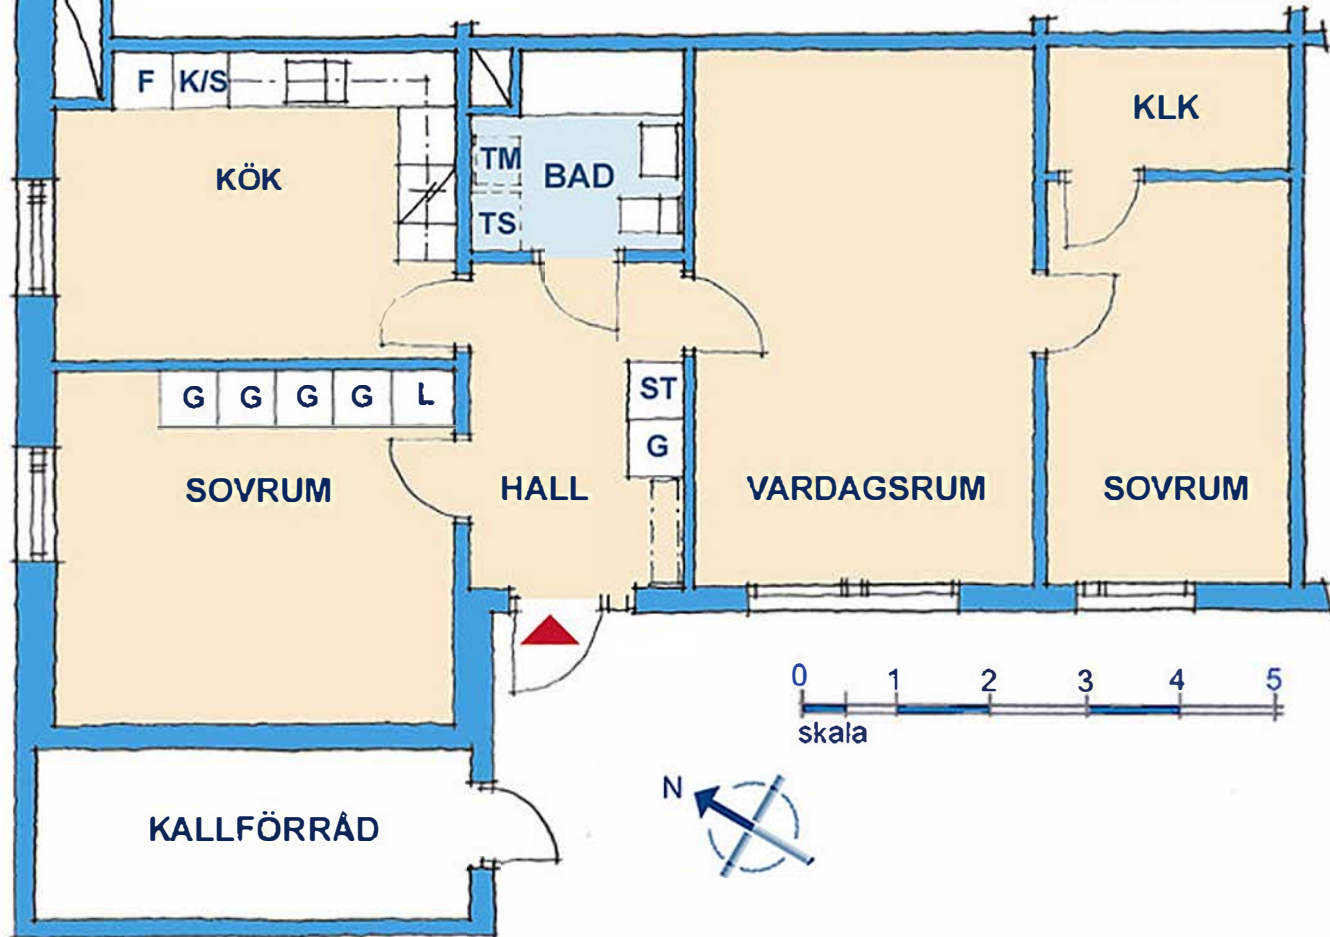 F K/S
KLK
KÖK
TM
BAD
TS
G G G G L
ST
G
SOVRUM
HALL
VARDAGSRUM
SOVRUM
0 1 2 3 4 5
skala
N
KALLFÖRRÅD